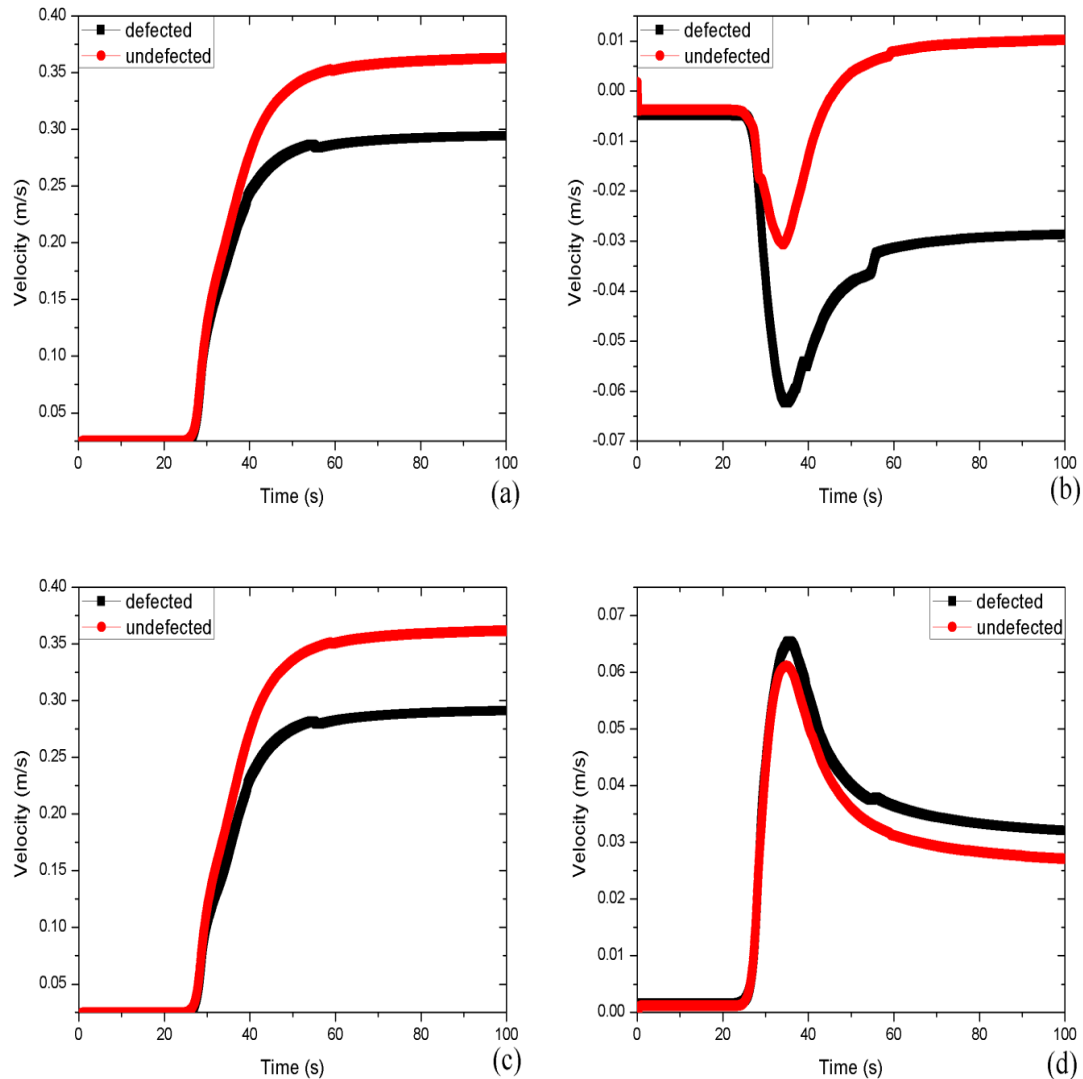 defected
undefected
0.40
0.35
0.30
0.25
0.20
0.15
0.10
0.05
Velocity (m/s)
0 20 40 60 80 100
Time (s)
(a)
defected
undefected
0.01
0.00
-0.01
-0.02
-0.03
-0.04
-0.05
-0.06
-0.07
Velocity (m/s)
0 20 40 60 80 100
Time (s)
(b)
defected
undefected
0.40
0.35
0.30
0.25
0.20
0.15
0.10
0.05
Velocity (m/s)
0 20 40 60 80 100
Time (s)
(c)
defected
undefected
0.07
0.06
0.05
0.04
0.03
0.02
0.01
0.00
Velocity (m/s)
0 20 40 60 80 100
Time (s)
(d)